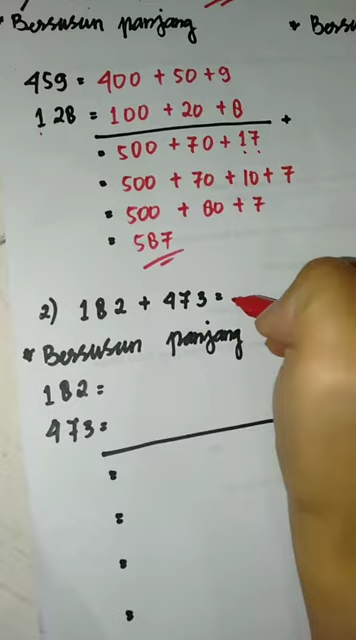 * Bersusun panjang
* Bersu
459 = 400 + 50 + 9
128 = 100 + 20 + 8 +
= 500 + 70 + 17
= 500 + 70 + 10 + 7
= 500 + 80 + 7
= 587
2) 182 + 473 =
* Bersusun panjang
182 =
473 =
=
=
=
=